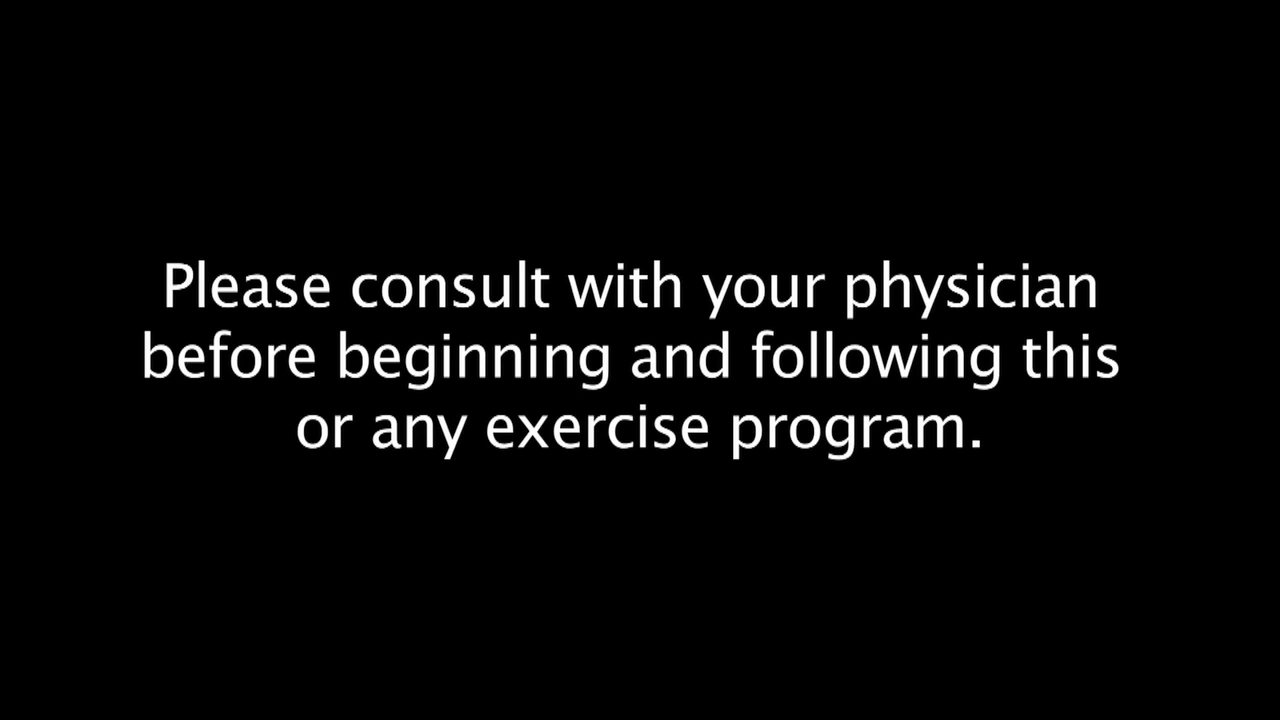 Please consult with your physician
before beginning and following this
or any exercise program.